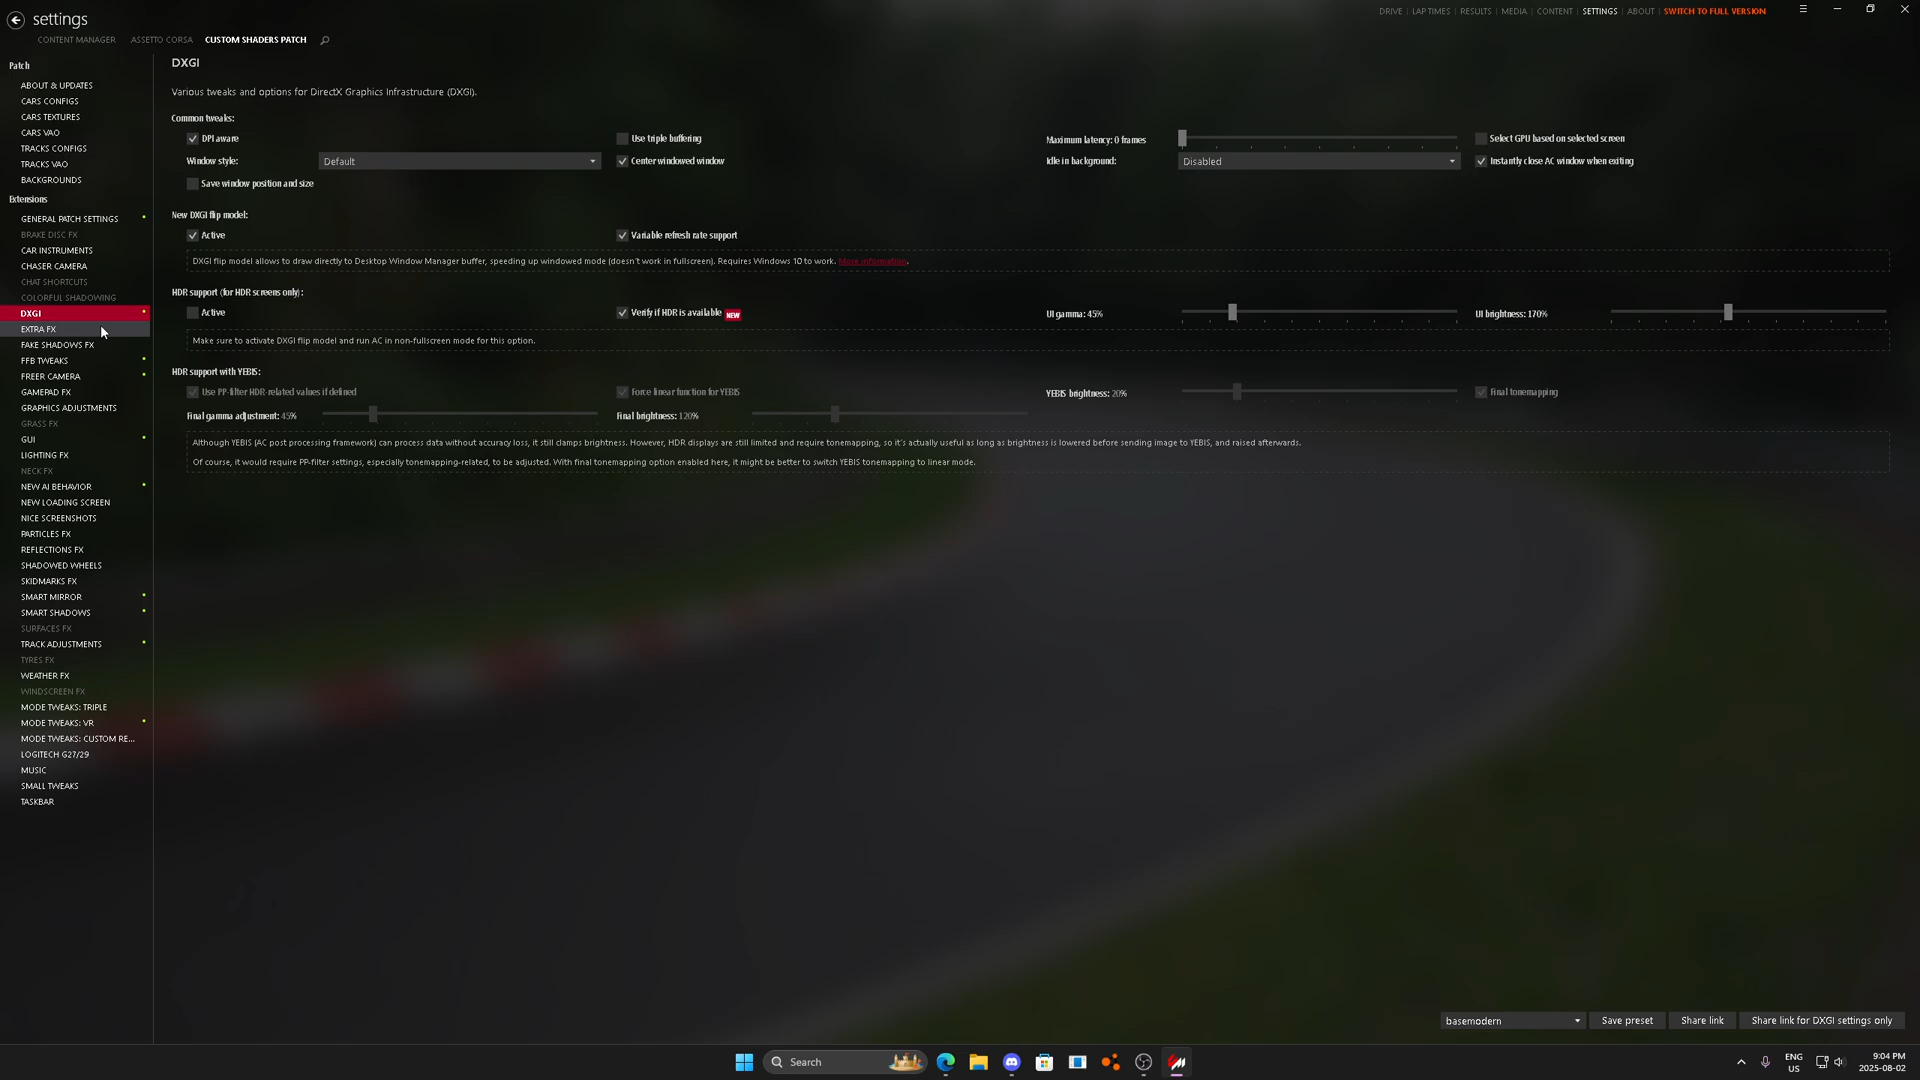 settings
DRIVE | LAP TIMES | RESULTS | MEDIA | CONTENT | SETTINGS | ABOUT | SWITCH TO FULL VERSION
CONTENT MANAGER ASSETTO CORSA CUSTOM SHADERS PATCH
Patch
ABOUT & UPDATES
CARS CONFIGS
CARS TEXTURES
CARS VAO
TRACKS CONFIGS
TRACKS VAO
BACKGROUNDS
Extensions
GENERAL PATCH SETTINGS
BRAKE DISC FX
CAR INSTRUMENTS
CHASER CAMERA
CHAT SHORTCUTS
COLORFUL SHADOWING
DXGI
EXTRA FX
FAKE SHADOWS FX
FFB TWEAKS
FREER CAMERA
GAMEPAD FX
GRAPHICS ADJUSTMENTS
GRASS FX
GUI
LIGHTING FX
NECK FX
NEW AI BEHAVIOR
NEW LOADING SCREEN
NICE SCREENSHOTS
PARTICLES FX
REFLECTIONS FX
SHADOWED WHEELS
SKIDMARKS FX
SMART MIRROR
SMART SHADOWS
SURFACES FX
TRACK ADJUSTMENTS
TYRES FX
WEATHER FX
WINDSCREEN FX
MODE TWEAKS: TRIPLE
MODE TWEAKS: VR
MODE TWEAKS: CUSTOM RE...
LOGITECH G27/29
MUSIC
SMALL TWEAKS
TASKBAR
DXGI
Various tweaks and options for DirectX Graphics Infrastructure (DXGI).
Common tweaks:
DPI aware Use triple buffering Maximum latency: 0 frames Select GPU based on selected screen
Window style: Default Center windowed window Idle in background: Disabled Instantly close AC window when exiting
Save window position and size
New DXGI flip model:
Active Variable refresh rate support
DXGI flip model allows to draw directly to Desktop Window Manager buffer, speeding up windowed mode (doesn't work in fullscreen). Requires Windows 10 to work. More information.
HDR support (for HDR screens only):
Active Verify if HDR is available NEW UI gamma: 45% UI brightness: 170%
Make sure to activate DXGI flip model and run AC in non-fullscreen mode for this option.
HDR support with YEBIS:
Use PP-filter HDR-related values if defined Force linear function for YEBIS YEBIS brightness: 20% Final tonemapping
Final gamma adjustment: 45% Final brightness: 120%
Although YEBIS (AC post processing framework) can process data without accuracy loss, it still clamps brightness. However, HDR displays are still limited and require tonemapping, so it's actually useful as long as brightness is lowered before sending image to YEBIS, and raised afterwards.
Of course, it would require PP-filter settings, especially tonemapping-related, to be adjusted. With final tonemapping option enabled here, it might be better to switch YEBIS tonemapping to linear mode.
basemodern Save preset Share link Share link for DXGI settings only
Search
ENG
US
9:04 PM
2025-08-02